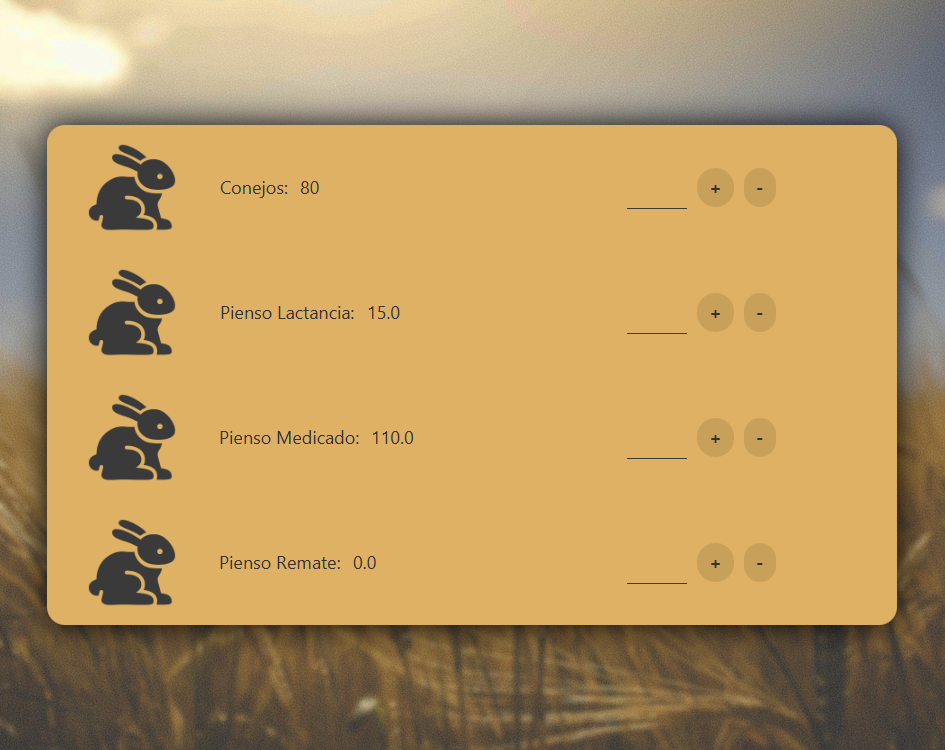 Conejos: 80 + -
Pienso Lactancia: 15.0 + -
Pienso Medicado: 110.0 + -
Pienso Remate: 0.0 + -